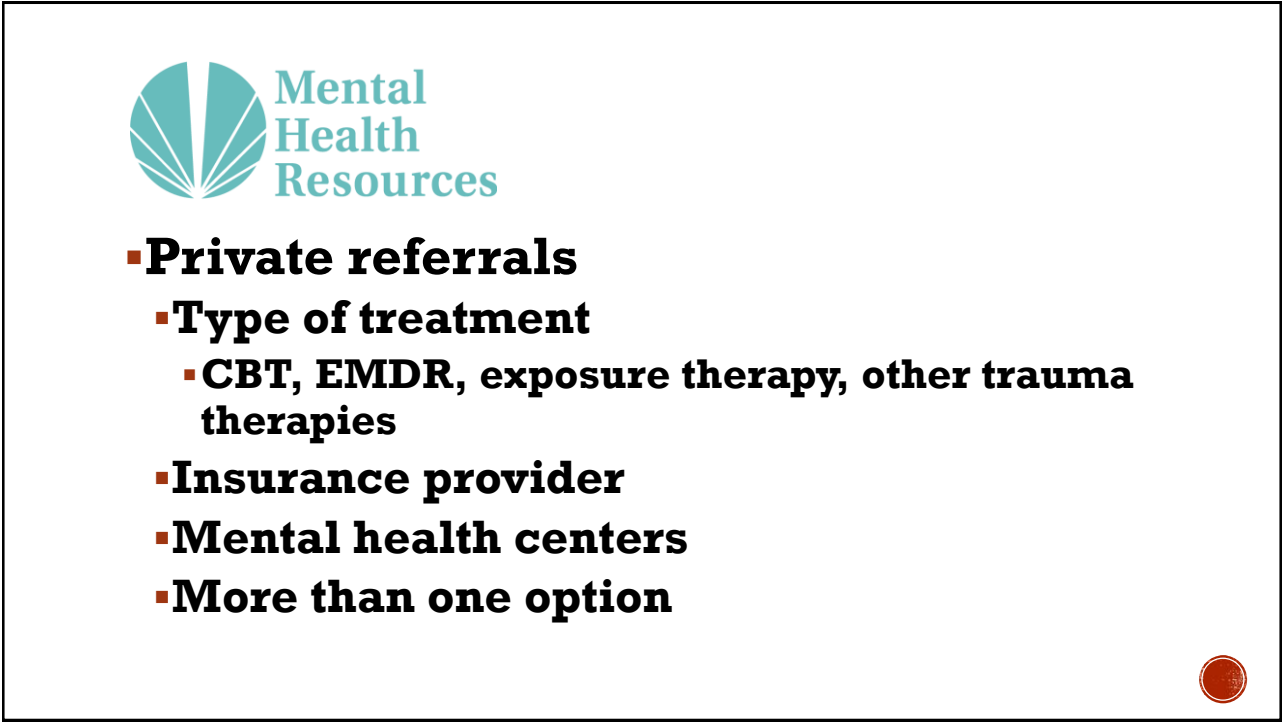 Mental
Health
Resources
▪Private referrals
▪Type of treatment
▪CBT, EMDR, exposure therapy, other trauma
therapies
▪Insurance provider
▪Mental health centers
▪More than one option